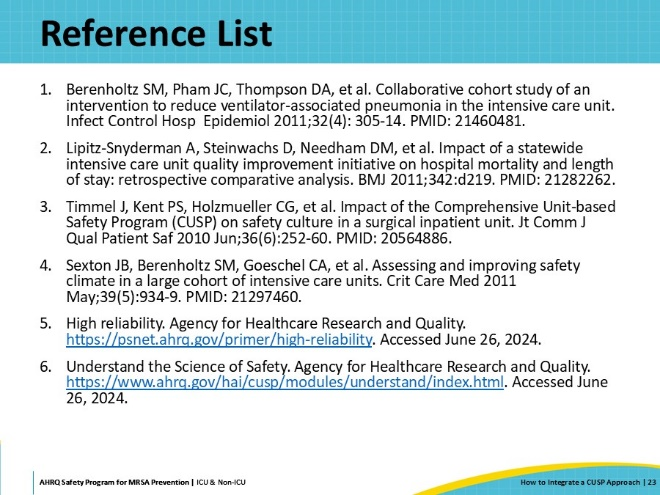 Reference List
1. Berenholtz SM, Pham JC, Thompson DA, et al. Collaborative cohort study of an
intervention to reduce ventilator-associated pneumonia in the intensive care unit.
Infect Control Hosp  Epidemiol 2011;32(4): 305-14. PMID: 21460481.
2. Lipitz-Snyderman A, Steinwachs D, Needham DM, et al. Impact of a statewide
intensive care unit quality improvement initiative on hospital mortality and length
of stay: retrospective comparative analysis. BMJ 2011;342:d219. PMID: 21282262.
3. Timmel J, Kent PS, Holzmueller CG, et al. Impact of the Comprehensive Unit-based
Safety Program (CUSP) on safety culture in a surgical inpatient unit. Jt Comm J
Qual Patient Saf 2010 Jun;36(6):252-60. PMID: 20564886.
4. Sexton JB, Berenholtz SM, Goeschel CA, et al. Assessing and improving safety
climate in a large cohort of intensive care units. Crit Care Med 2011
May;39(5):934-9. PMID: 21297460.
5. High reliability. Agency for Healthcare Research and Quality.
https://psnet.ahrq.gov/primer/high-reliability. Accessed June 26, 2024.
6. Understand the Science of Safety. Agency for Healthcare Research and Quality.
https://www.ahrq.gov/hai/cusp/modules/understand/index.html. Accessed June
26, 2024.
AHRQ Safety Program for MRSA Prevention | ICU & Non-ICU
How to Integrate a CUSP Approach | 23